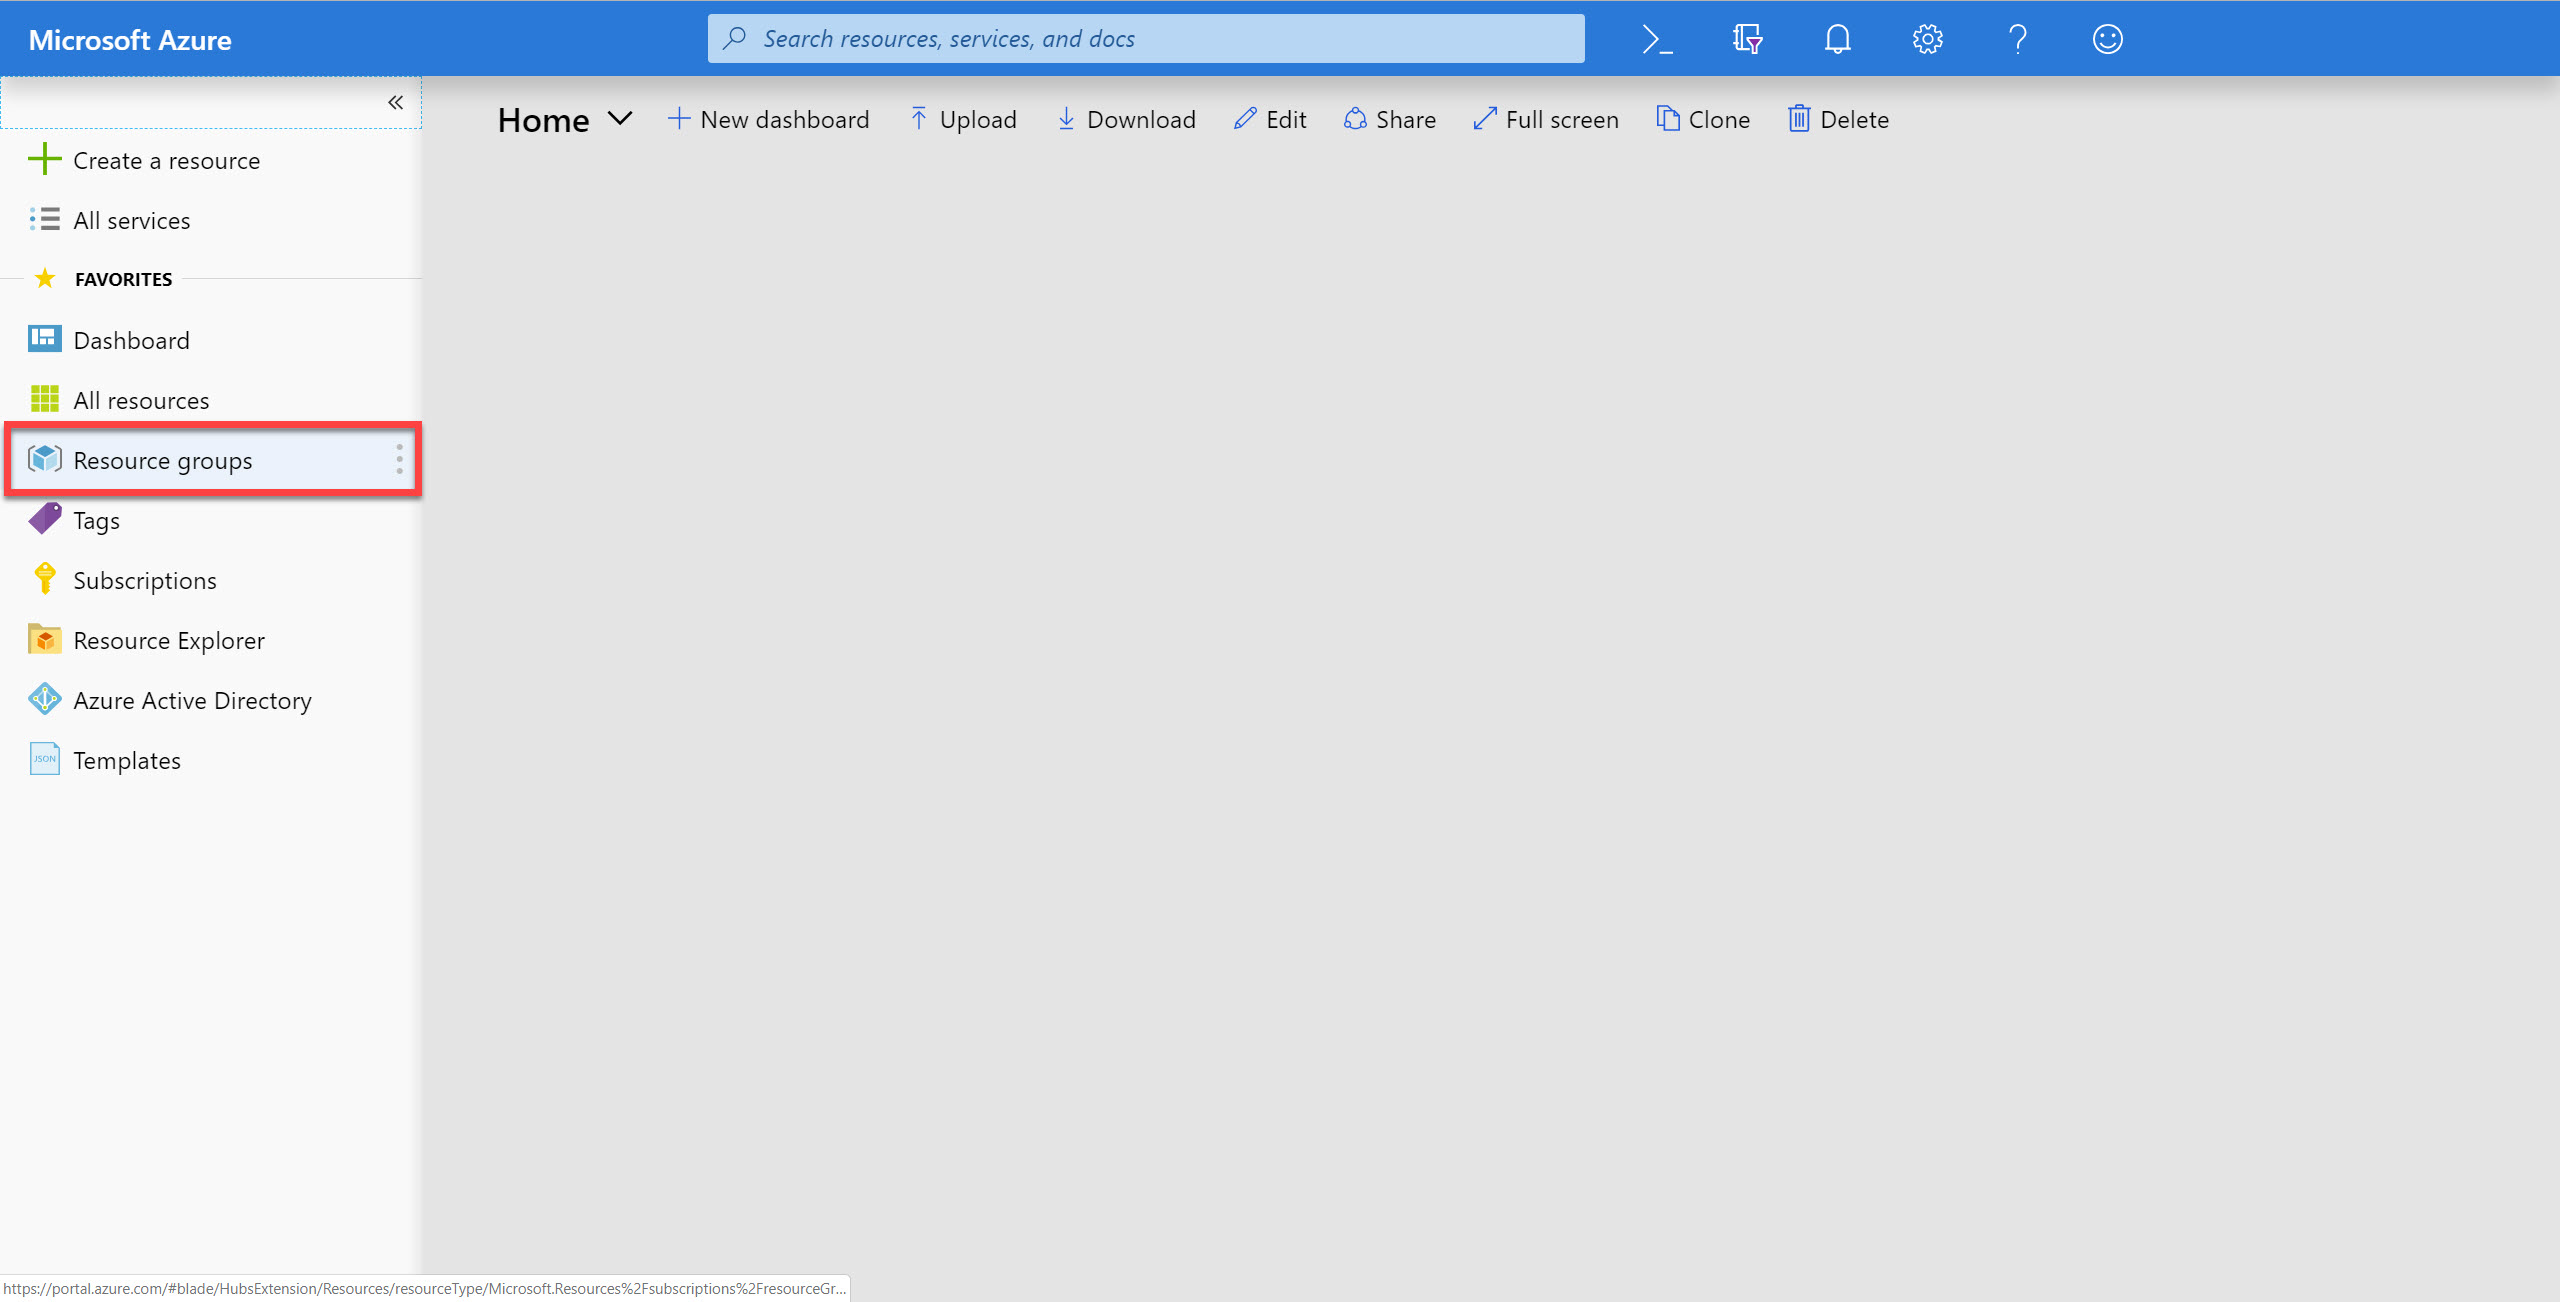 Microsoft Azure
Search resources, services, and docs
Home
New dashboard
Upload
Download
Edit
Share
Full screen
Clone
Delete
Create a resource
All services
FAVORITES
Dashboard
All resources
Resource groups
Tags
Subscriptions
Resource Explorer
Azure Active Directory
JSON
Templates
https://portal.azure.com/#blade/HubsExtension/Resources/resourceType/Microsoft.Resources%2Fsubscriptions%2FresourceGr...